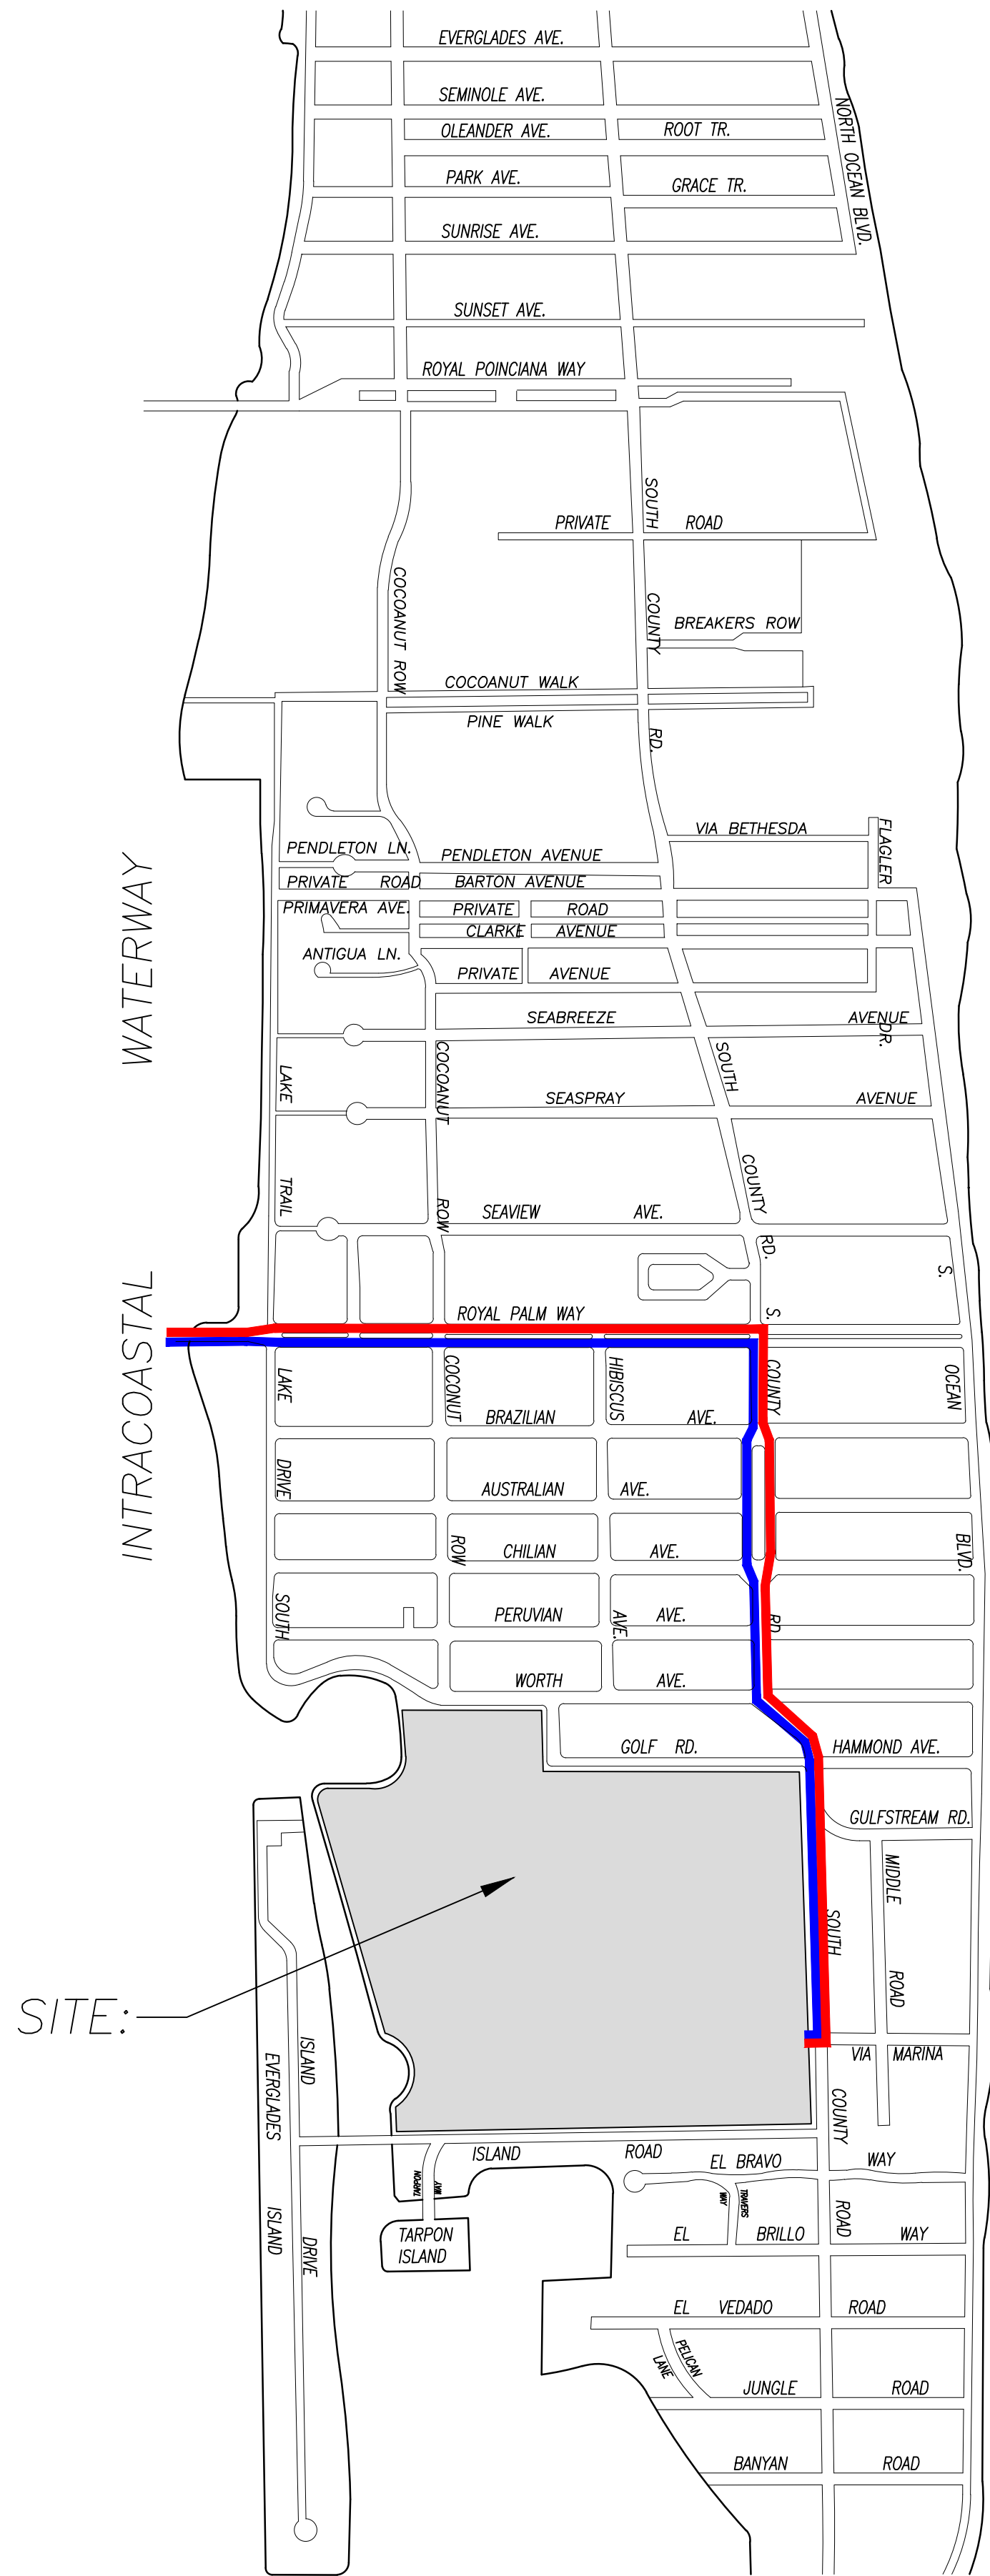 EVERGLADES AVE.
SEMINOLE AVE.
OLEANDER AVE.
ROOT TR.
NORTH OCEAN BLVD.
PARK AVE.
GRACE TR.
SUNRISE AVE.
SUNSET AVE.
ROYAL POINCIANA WAY
SOUTH
PRIVATE ROAD
COCOANUT ROW
COUNTY
BREAKERS ROW
COCOANUT WALK
PINE WALK
RD.
VIA BETHESDA
FLAGLER
PENDLETON LN.
PENDLETON AVENUE
PRIVATE ROAD
BARTON AVENUE
PRIMAVERA AVE.
PRIVATE ROAD
CLARKE AVENUE
ANTIGUA LN.
PRIVATE AVENUE
SEABREEZE AVENUE
DR.
WATERWAY
LAKE
COCOANUT
SOUTH
SEASPRAY AVENUE
TRAIL
ROW
COUNTY
SEAVIEW AVE.
RD.
S.
INTRACOASTAL
ROYAL PALM WAY
S.
LAKE
COCONUT
HIBISCUS
COUNTY
OCEAN
BRAZILIAN AVE.
DRIVE
AUSTRALIAN AVE.
ROW
CHILIAN AVE.
BLVD.
SOUTH
PERUVIAN AVE.
AVE.
RD
WORTH AVE.
GOLF RD.
HAMMOND AVE.
GULFSTREAM RD.
MIDDLE
SOUTH
ROAD
SITE:
VIA MARINA
ISLAND
EVERGLADES
COUNTY
ISLAND ROAD
EL BRAVO WAY
TARPON
WAY
TRAVERS
WAY
ISLAND
DRIVE
TARPON
ISLAND
EL BRILLO WAY
ROAD
EL VEDADO ROAD
PELICAN
LANE
JUNGLE ROAD
BANYAN ROAD